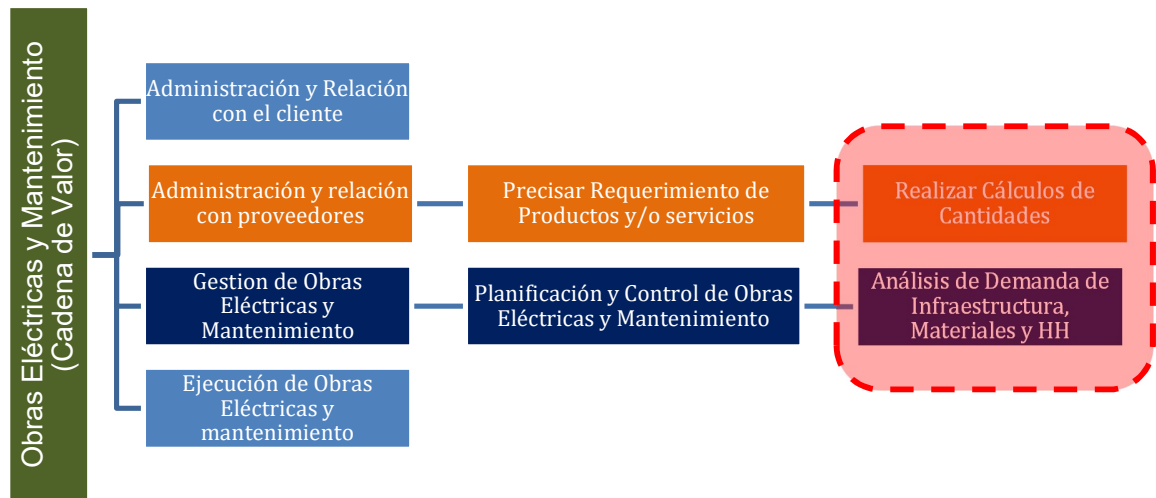 Obras Eléctricas y Mantenimiento
(Cadena de Valor)
Administración y Relación
con el cliente
Administración y relación
con proveedores
Precisar Requerimiento de
Productos y/o servicios
Realizar Cálculos de
Cantidades
Gestion de Obras
Eléctricas y
Mantenimiento
Planificación y Control de Obras
Eléctricas y Mantenimiento
Análisis de Demanda de
Infraestructura,
Materiales y HH
Ejecución de Obras
Eléctricas y
mantenimiento